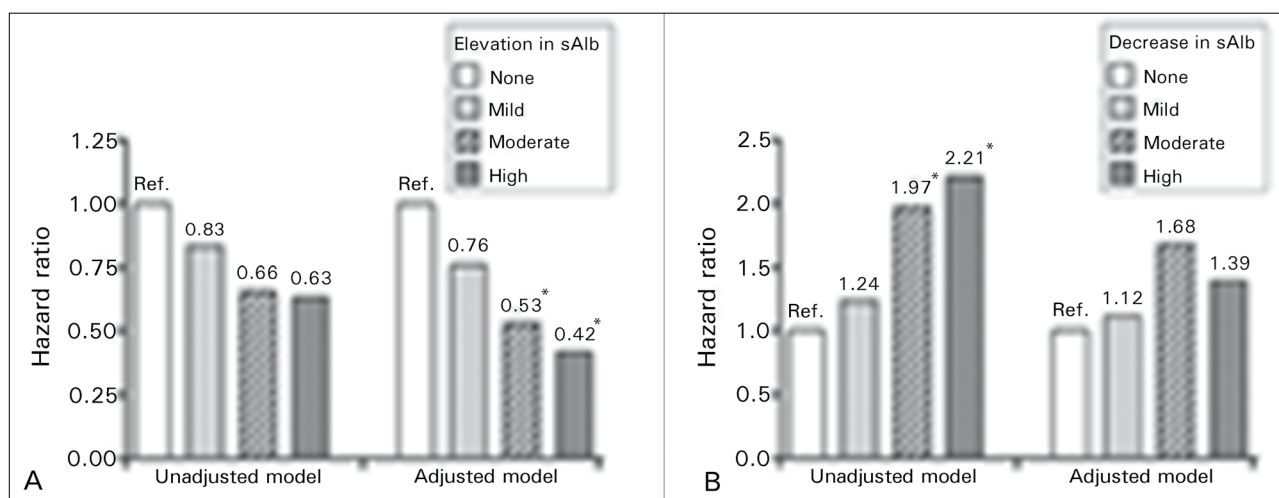 Elevation in sAlb
None
Mild
Moderate
High
1.25
1.00
0.75
0.50
0.25
0.00
Hazard ratio
Ref.
0.83
0.66
0.63
Ref.
0.76
0.53*
0.42*
Unadjusted model
Adjusted model
A
Decrease in sAlb
None
Mild
Moderate
High
2.5
2.0
1.5
1.0
0.5
0.0
Hazard ratio
Ref.
1.24
1.97*
2.21*
Ref.
1.12
1.68
1.39
Unadjusted model
Adjusted model
B